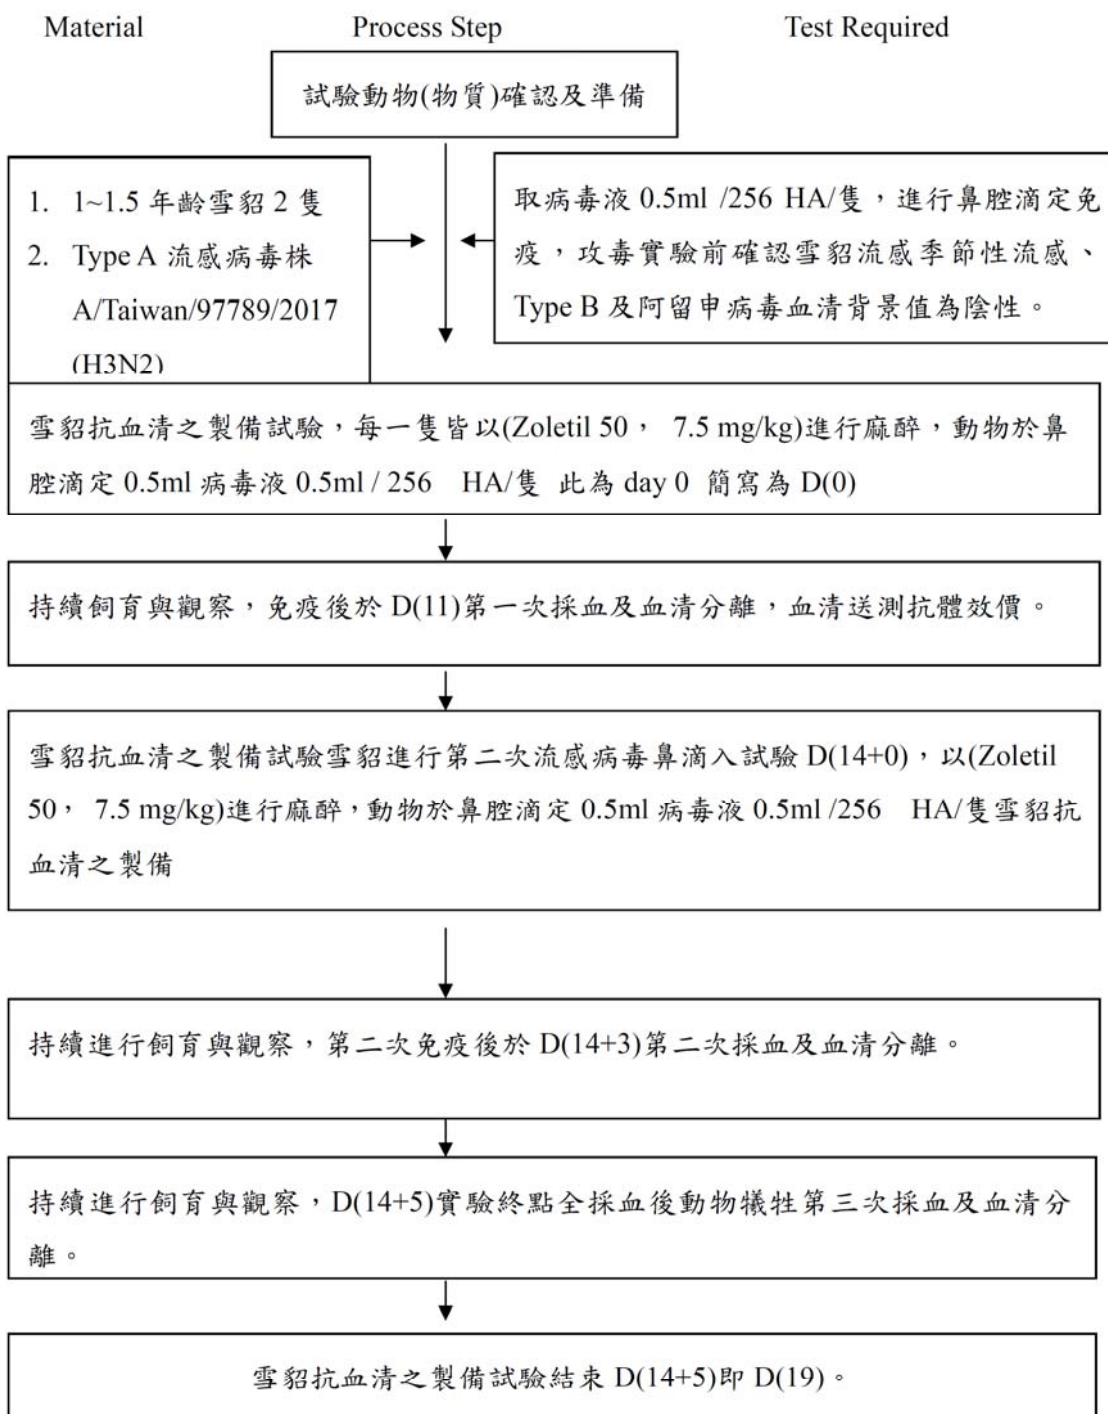 Material Process Step Test Required
試驗動物(物質)確認及準備
1. 1~1.5 年齡雪貂 2 隻
2. Type A 流感病毒株
A/Taiwan/97789/2017
(H3N2)
取病毒液 0.5ml /256 HA/隻，進行鼻腔滴定免
疫，攻毒實驗前確認雪貂流感季節性流感、
Type B 及阿留申病毒血清背景值為陰性。
雪貂抗血清之製備試驗，每一隻皆以(Zoletil 50， 7.5 mg/kg)進行麻醉，動物於鼻
腔滴定 0.5ml 病毒液 0.5ml / 256 HA/隻 此為 day 0 簡寫為 D(0)
持續飼育與觀察，免疫後於 D(11)第一次採血及血清分離，血清送測抗體效價。
雪貂抗血清之製備試驗雪貂進行第二次流感病毒鼻滴入試驗 D(14+0)，以(Zoletil
50， 7.5 mg/kg)進行麻醉，動物於鼻腔滴定 0.5ml 病毒液 0.5ml /256 HA/隻雪貂抗
血清之製備
持續進行飼育與觀察，第二次免疫後於 D(14+3)第二次採血及血清分離。
持續進行飼育與觀察，D(14+5)實驗終點全採血後動物犧牲第三次採血及血清分
離。
雪貂抗血清之製備試驗結束 D(14+5)即 D(19)。